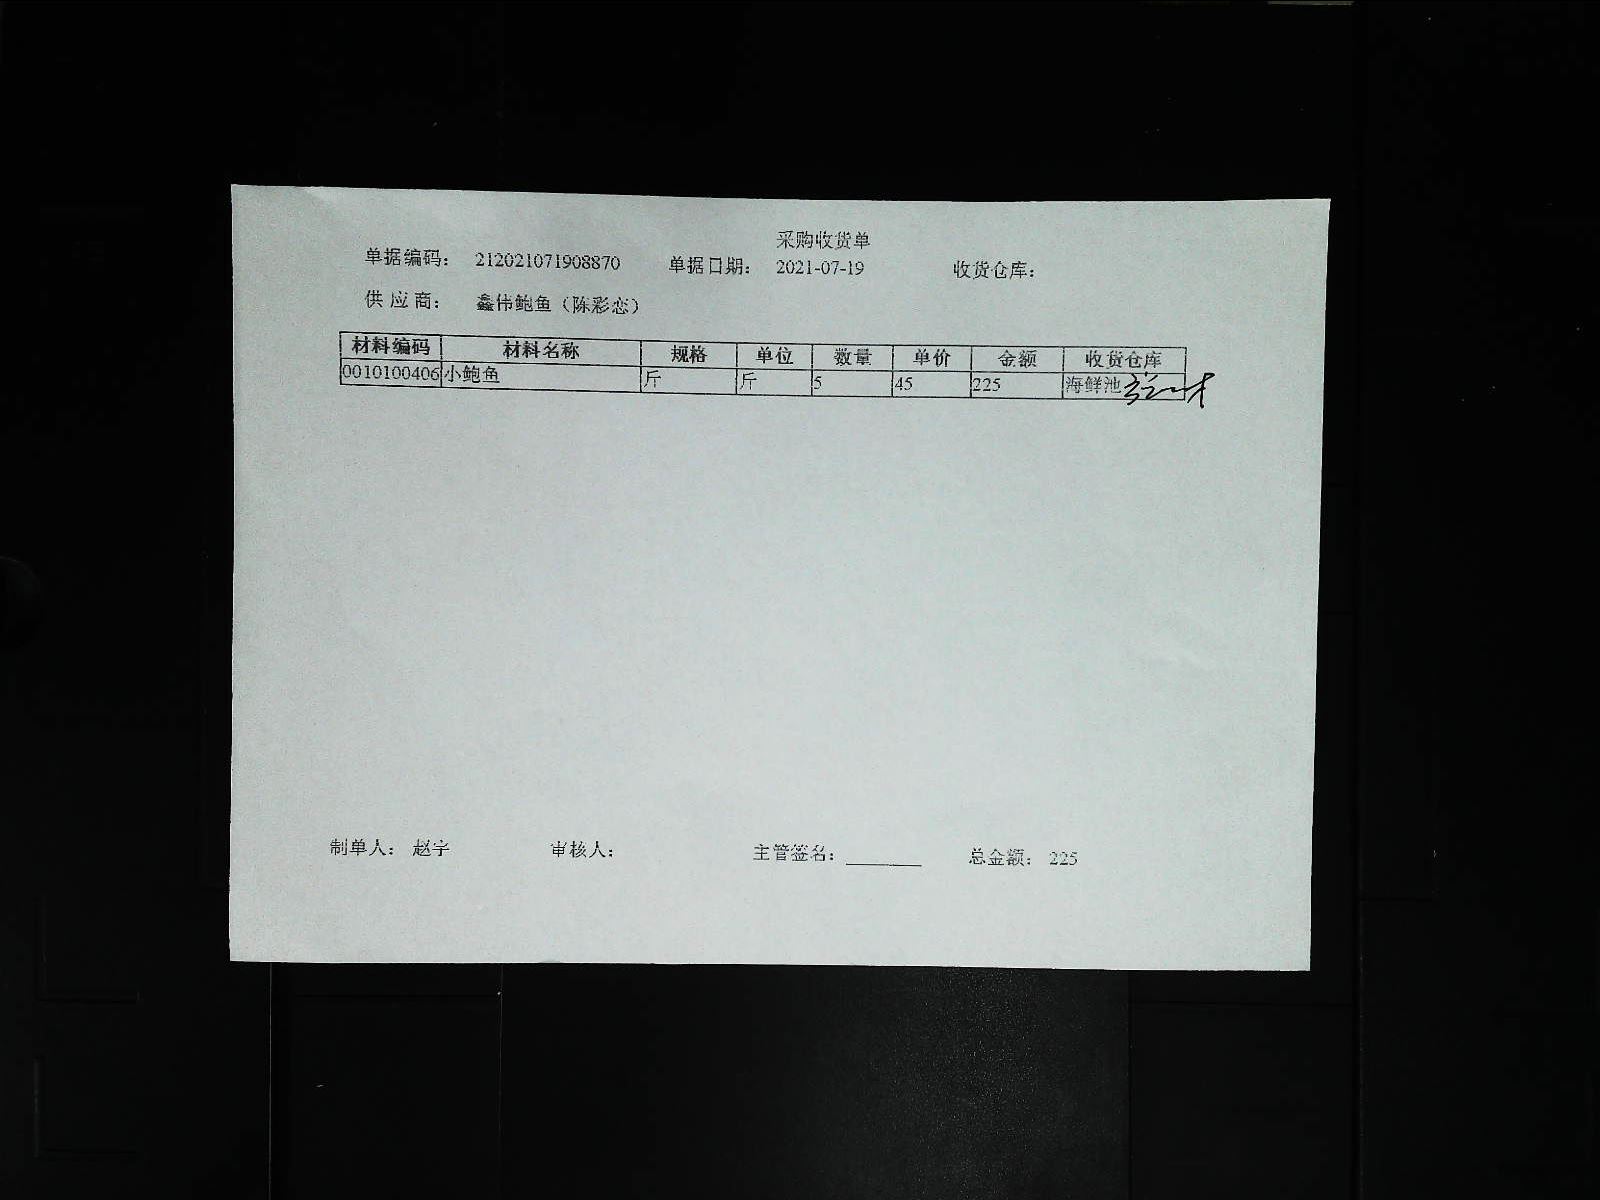 采购收货单
单据编码： 212021071908870 单据日期： 2021-07-19 收货仓库：
供 应 商： 鑫伟鲍鱼（陈彩恋）
材料编码 材料名称 规格 单位 数量 单价 金额 收货仓库
0010100406 小鲍鱼 斤 斤 5 45 225 海鲜池
制单人： 赵宇 审核人： 主管签名： ________ 总金额： 225